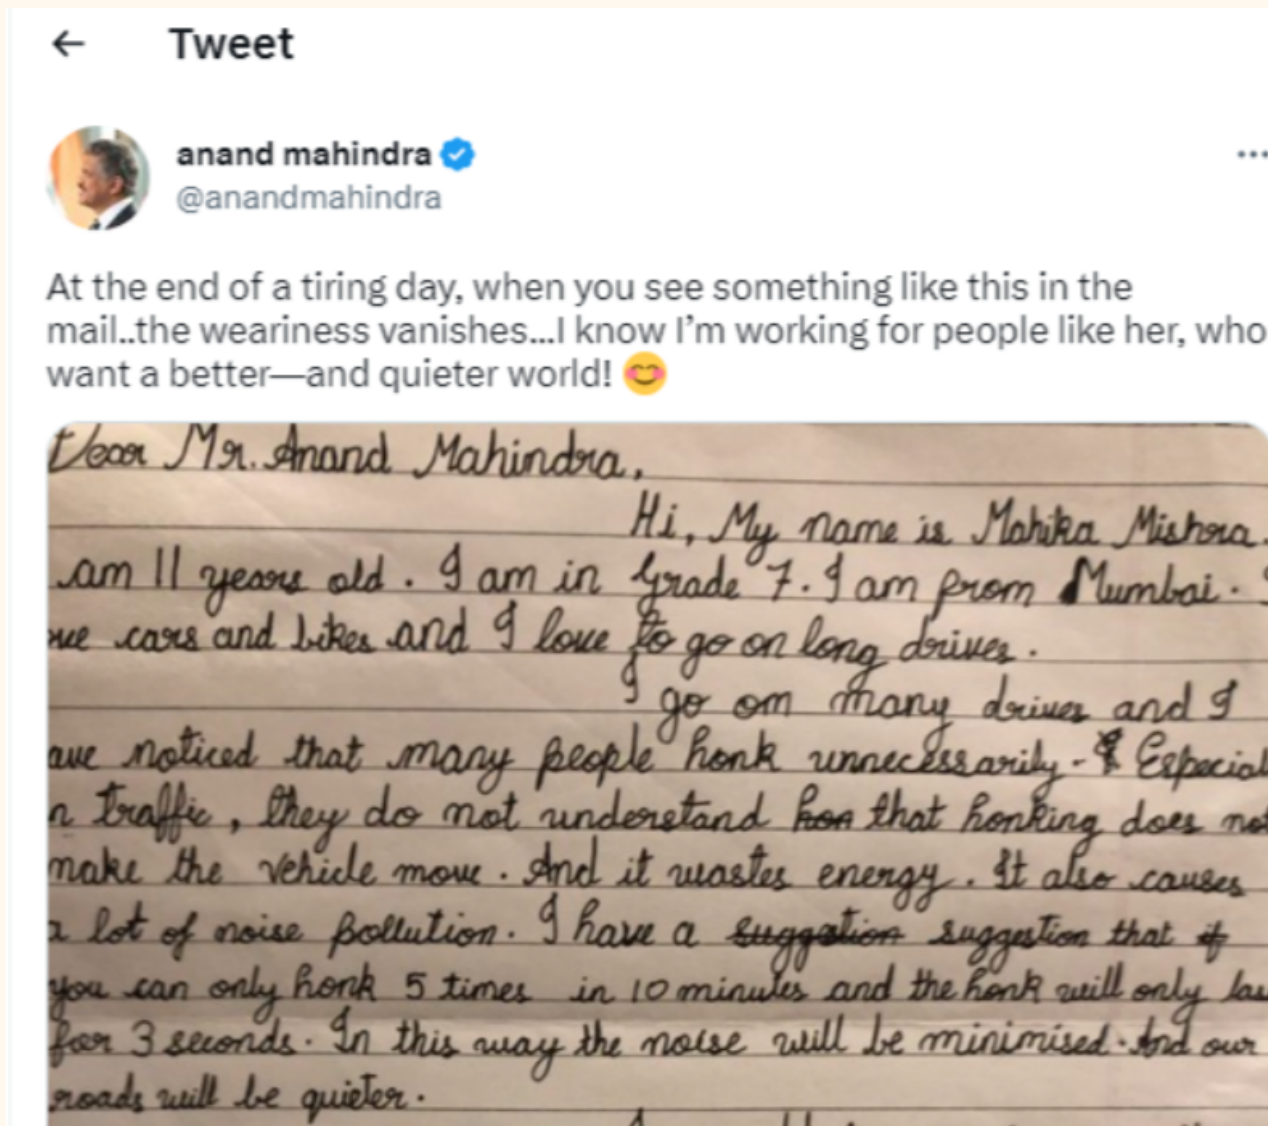 Tweet
anand mahindra
@anandmahindra
At the end of a tiring day, when you see something like this in the
mail..the weariness vanishes...I know I'm working for people like her, who
want a better—and quieter world! 😊
Dear Mr. Anand Mahindra,
Hi, My name is Mahika Mishra.
am 11 years old. I am in Grade 7. I am from Mumbai.
cars and bikes and I love to go on long drives.
I go om many drives and I
ave noticed that many people honk unnecessarily. Especial
n traffic, they do not understand hon that honking does not
make the vehicle move. And it wastes energy. It also causes
a lot of noise pollution. I have a suggestion that if
you can only honk 5 times in 10 minutes and the honk will only las
for 3 seconds. In this way the noise will be minimised. And our
roads will be quieter.